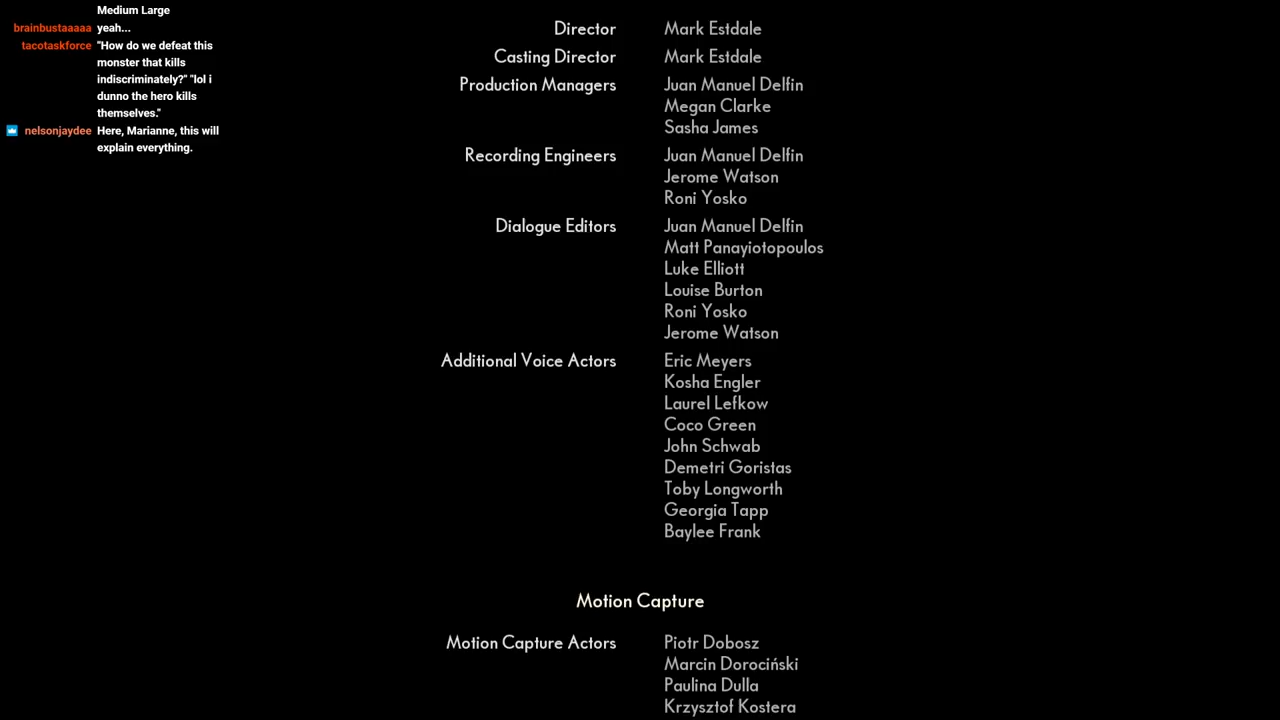 Medium Large
brainbustaaaaa yeah...
tacotaskforce "How do we defeat this
monster that kills
indiscriminately?" "lol i
dunno the hero kills
themselves."
nelsonjaydee Here, Marianne, this will
explain everything.
Director Mark Estdale
Casting Director Mark Estdale
Production Managers Juan Manuel Delfin
Megan Clarke
Sasha James
Recording Engineers Juan Manuel Delfin
Jerome Watson
Roni Yosko
Dialogue Editors Juan Manuel Delfin
Matt Panayiotopoulos
Luke Elliott
Louise Burton
Roni Yosko
Jerome Watson
Additional Voice Actors Eric Meyers
Kosha Engler
Laurel Lefkow
Coco Green
John Schwab
Demetri Goristas
Toby Longworth
Georgia Tapp
Baylee Frank
Motion Capture
Motion Capture Actors Piotr Dobosz
Marcin Dorociński
Paulina Dulla
Krzysztof Kostera